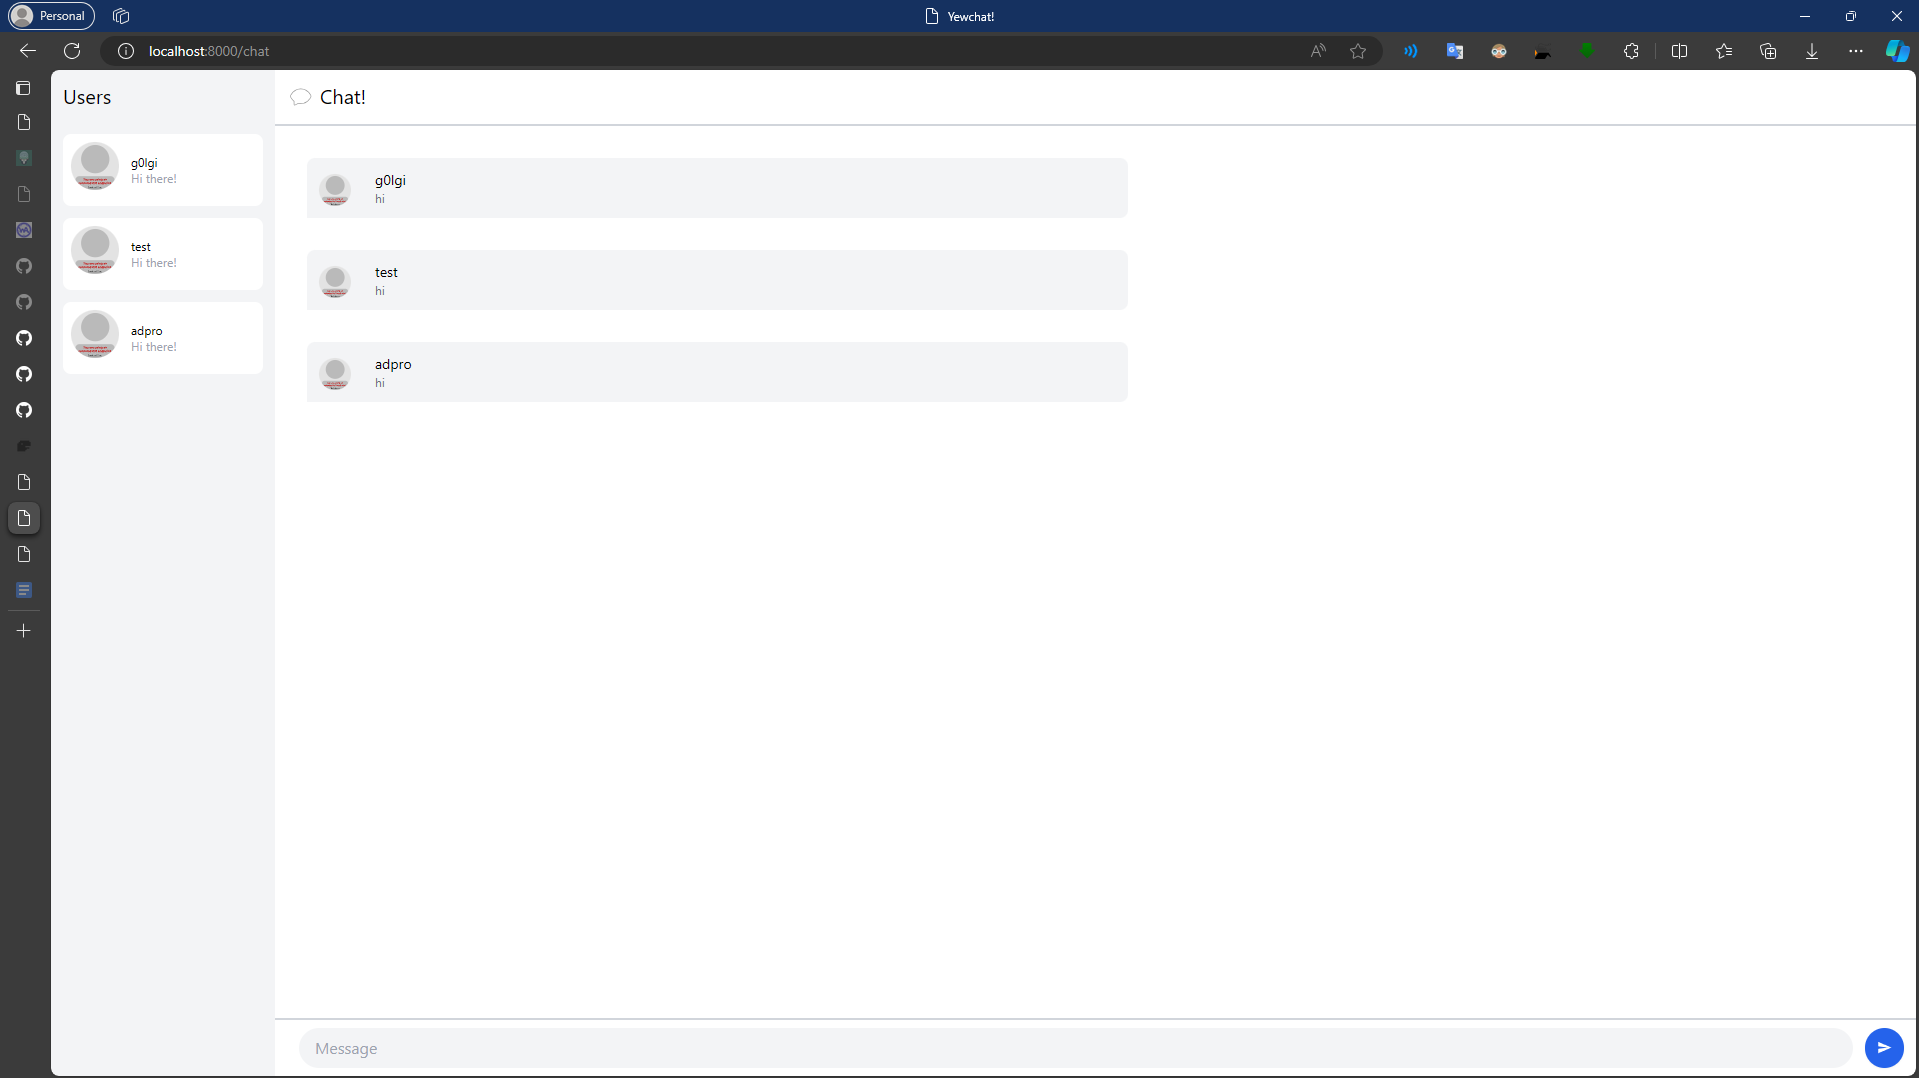 Personal
Yewchat!
localhost:8000/chat
Users
Chat!
g0lgi
Hi there!
test
Hi there!
adpro
Hi there!
g0lgi
hi
test
hi
adpro
hi
Message